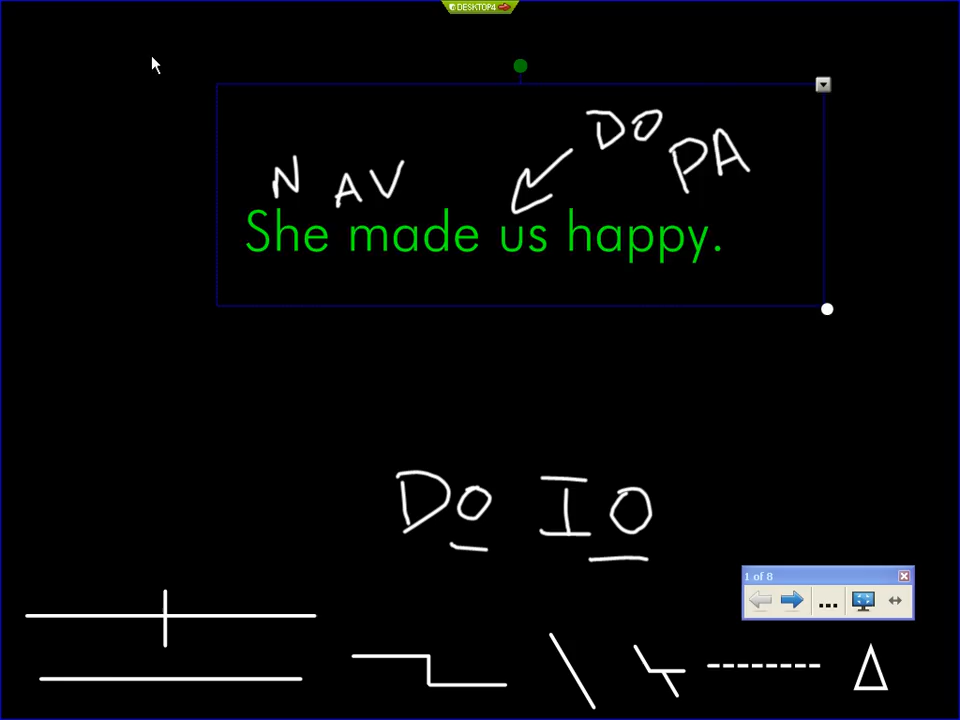 DESKTOP4
DO
PA
N AV
She made us happy.
DO IO
1 of 8
...